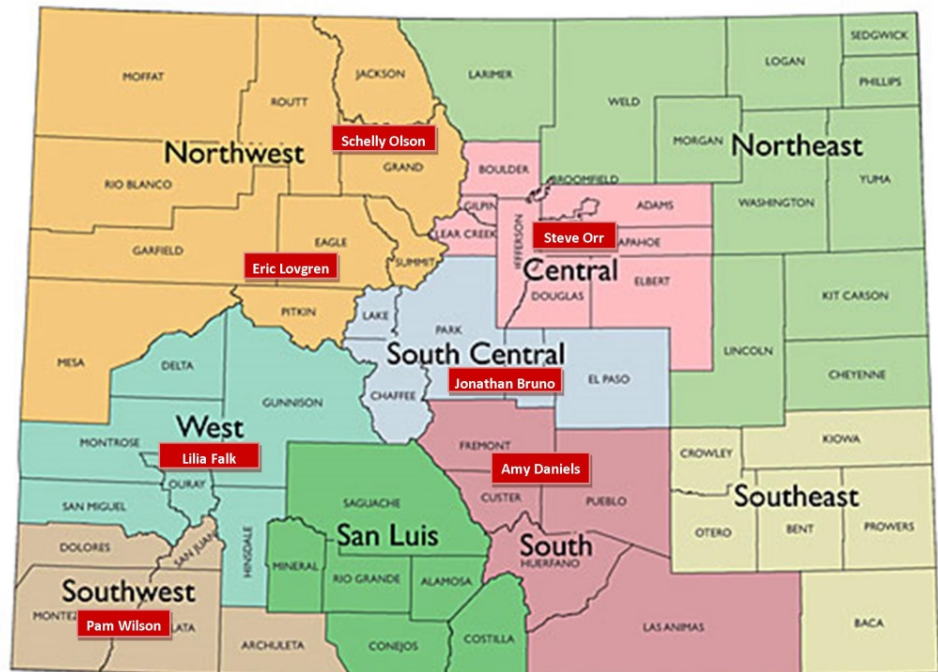 MOFFAT
ROUTT
JACKSON
LARIMER
WELD
LOGAN
SEDGWICK
PHILLIPS
MORGAN
Northwest
Schelly Olson
GRAND
RIO BLANCO
BOULDER
BROOMFIELD
Northeast
YUMA
WASHINGTON
GILPIN
CLEAR CREEK
JEFFERSON
ADAMS
Steve Orr
APAHOE
Central
GARFIELD
EAGLE
SUMMIT
Eric Lovgren
DOUGLAS
ELBERT
KIT CARSON
PITKIN
LAKE
PARK
MESA
DELTA
South Central
Jonathan Bruno
EL PASO
LINCOLN
CHEYENNE
CHAFFEE
GUNNISON
West
Lilia Falk
MONTROSE
OURAY
SAN MIGUEL
FREMONT
Amy Daniels
CUSTER
PUEBLO
CROWLEY
KIOWA
Southeast
OTERO
BENT
PROWERS
SAGUACHE
San Luis
South
HUERFANO
DOLORES
SAN JUAN
HINSDALE
MINERAL
RIO GRANDE
ALAMOSA
Southwest
MONTEZ
Pam Wilson
LATA
ARCHULETA
CONEJOS
COSTILLA
LAS ANIMAS
BACA